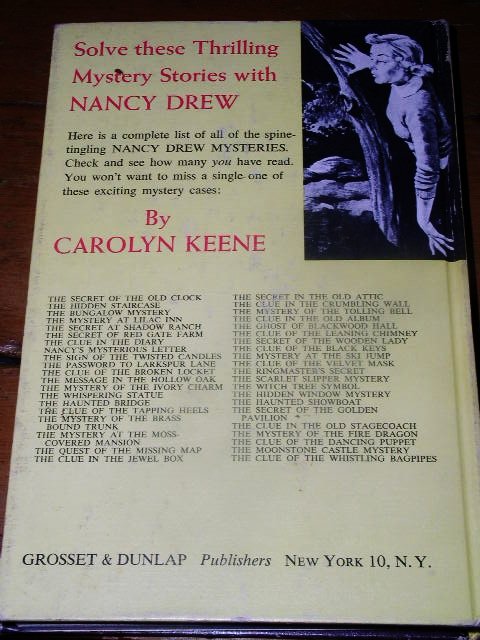 Solve these Thrilling
Mystery Stories with
NANCY DREW
Here is a complete list of all of the spine-
tingling NANCY DREW MYSTERIES.
Check and see how many you have read.
You won't want to miss a single one of
these exciting mystery cases:
By
CAROLYN KEENE
THE SECRET OF THE OLD CLOCK
THE HIDDEN STAIRCASE
THE BUNGALOW MYSTERY
THE MYSTERY AT LILAC INN
THE SECRET AT SHADOW RANCH
THE SECRET OF RED GATE FARM
THE CLUE IN THE DIARY
NANCY'S MYSTERIOUS LETTER
THE SIGN OF THE TWISTED CANDLES
THE PASSWORD TO LARKSPUR LANE
THE CLUE OF THE BROKEN LOCKET
THE MESSAGE IN THE HOLLOW OAK
THE MYSTERY OF THE IVORY CHARM
THE WHISPERING STATUE
THE HAUNTED BRIDGE
THE CLUE OF THE TAPPING HEELS
THE MYSTERY OF THE BRASS
BOUND TRUNK
THE MYSTERY AT THE MOSS-
COVERED MANSION
THE QUEST OF THE MISSING MAP
THE CLUE IN THE JEWEL BOX
THE SECRET IN THE OLD ATTIC
THE CLUE IN THE CRUMBLING WALL
THE MYSTERY OF THE TOLLING BELL
THE CLUE IN THE OLD ALBUM
THE GHOST OF BLACKWOOD HALL
THE CLUE OF THE LEANING CHIMNEY
THE SECRET OF THE WOODEN LADY
THE CLUE OF THE BLACK KEYS
THE MYSTERY AT THE SKI JUMP
THE CLUE OF THE VELVET MASK
THE RINGMASTER'S SECRET
THE SCARLET SLIPPER MYSTERY
THE WITCH TREE SYMBOL
THE HIDDEN WINDOW MYSTERY
THE HAUNTED SHOWBOAT
THE SECRET OF THE GOLDEN
PAVILION
THE CLUE IN THE OLD STAGECOACH
THE MYSTERY OF THE FIRE DRAGON
THE CLUE OF THE DANCING PUPPET
THE MOONSTONE CASTLE MYSTERY
THE CLUE OF THE WHISTLING BAGPIPES
GROSSET & DUNLAP Publishers NEW YORK 10, N. Y.